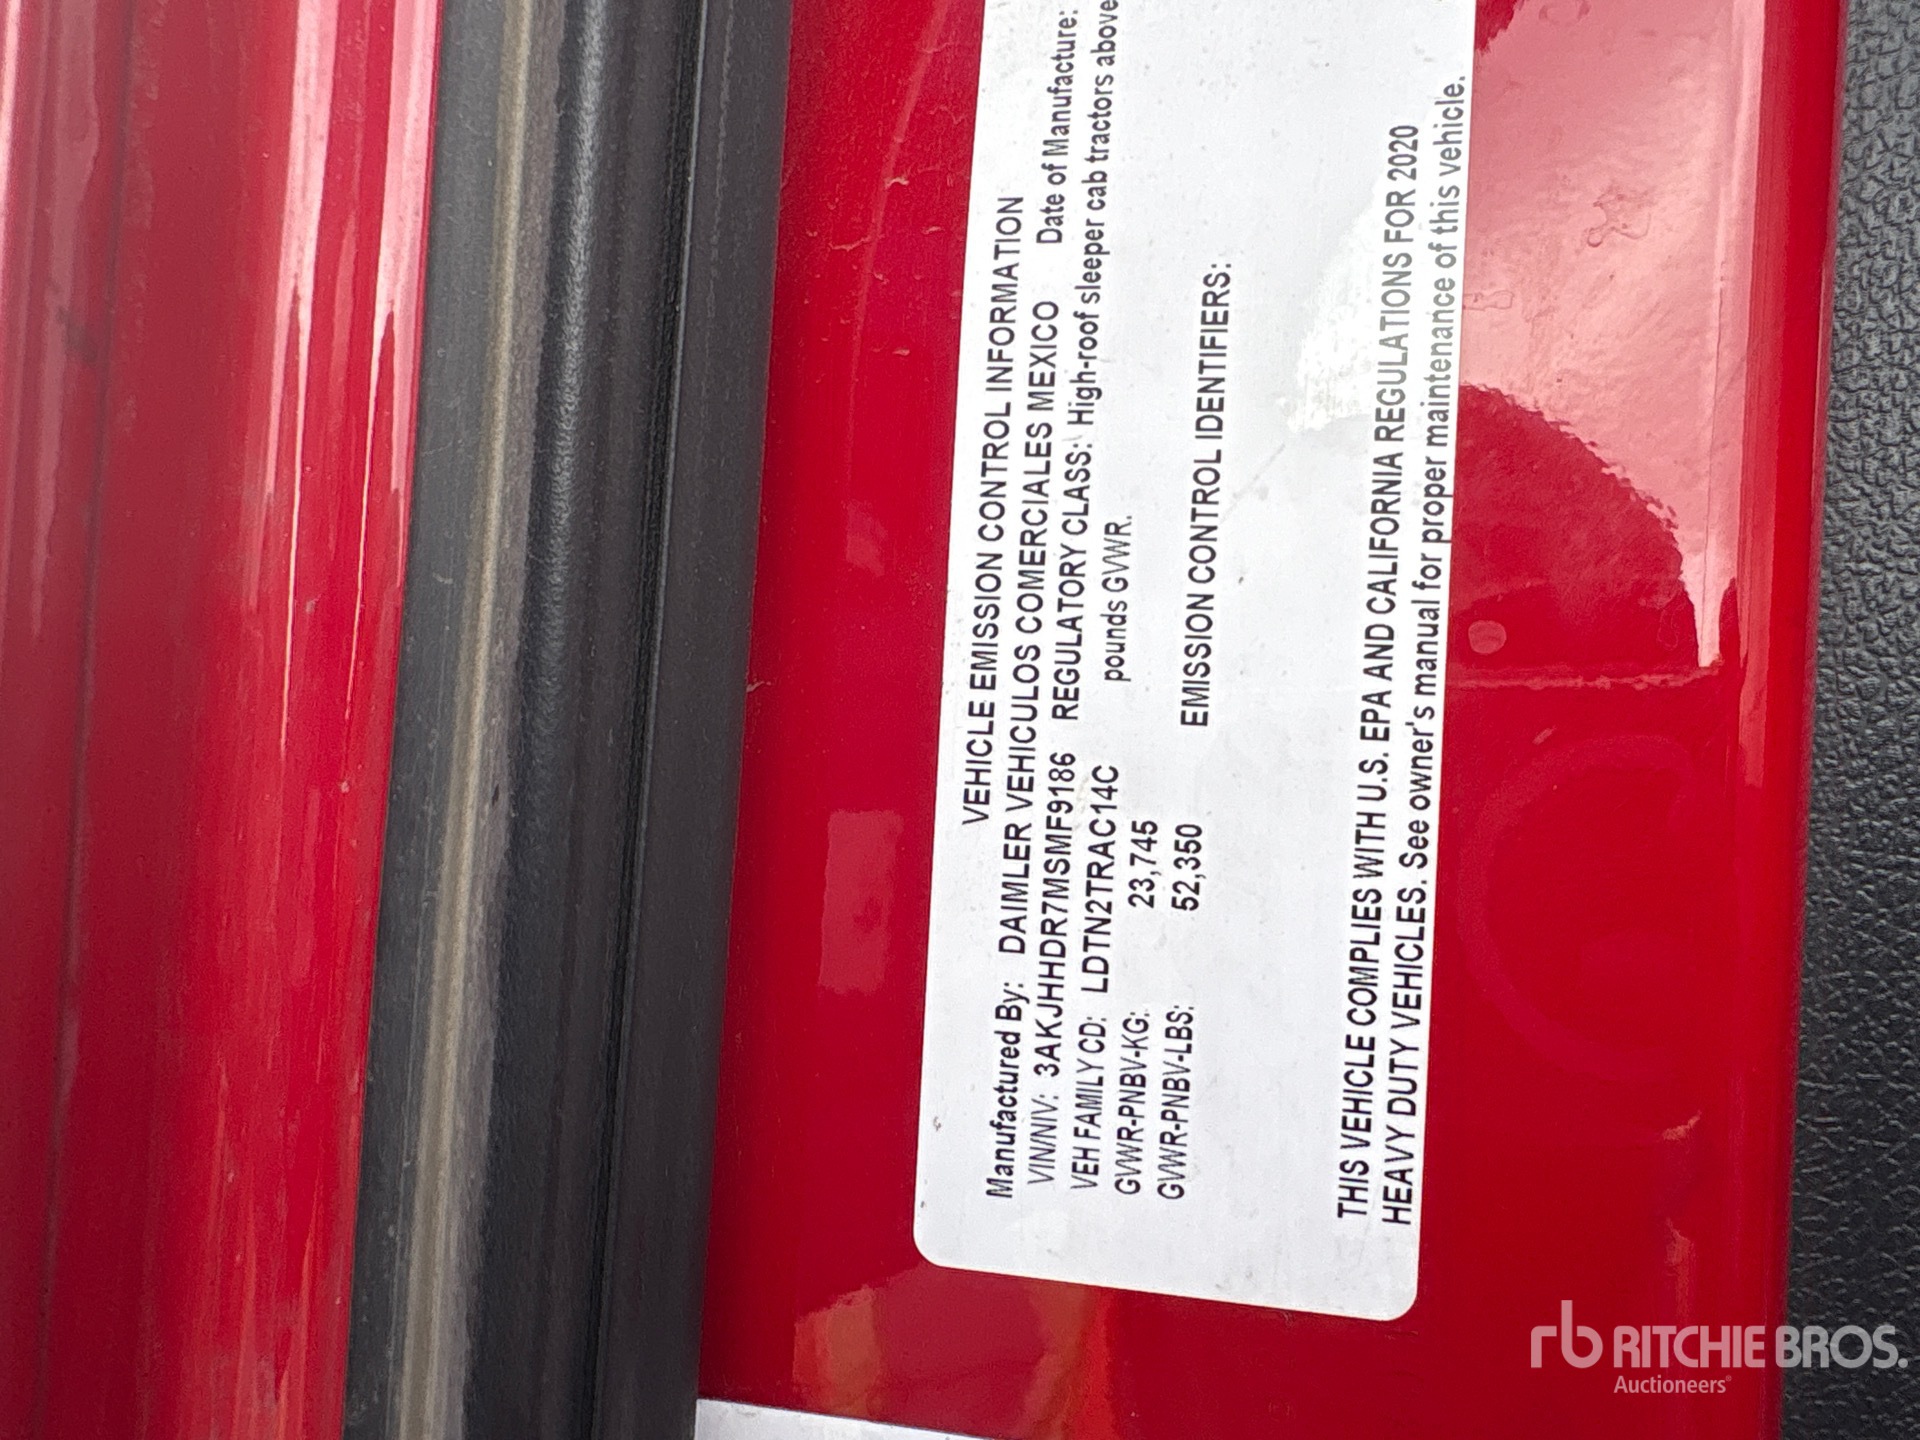 VEHICLE EMISSION CONTROL INFORMATION
Manufactured By: DAIMLER VEHICULOS COMERCIALES MEXICO Date of Manufacture:
VIN/NIV: 3AKJHHDR7MSMF9186 REGULATORY CLASS: High-roof sleeper cab tractors above
VEH FAMILY CD: LDTN2TRAC14C pounds GVWR.
GVWR-PNBV-KG: 23,745
GVWR-PNBV-LBS: 52,350 EMISSION CONTROL IDENTIFIERS:
THIS VEHICLE COMPLIES WITH U.S. EPA AND CALIFORNIA REGULATIONS FOR 2020
HEAVY DUTY VEHICLES. See owner's manual for proper maintenance of this vehicle.
rb RITCHIE BROS.
Auctioneers